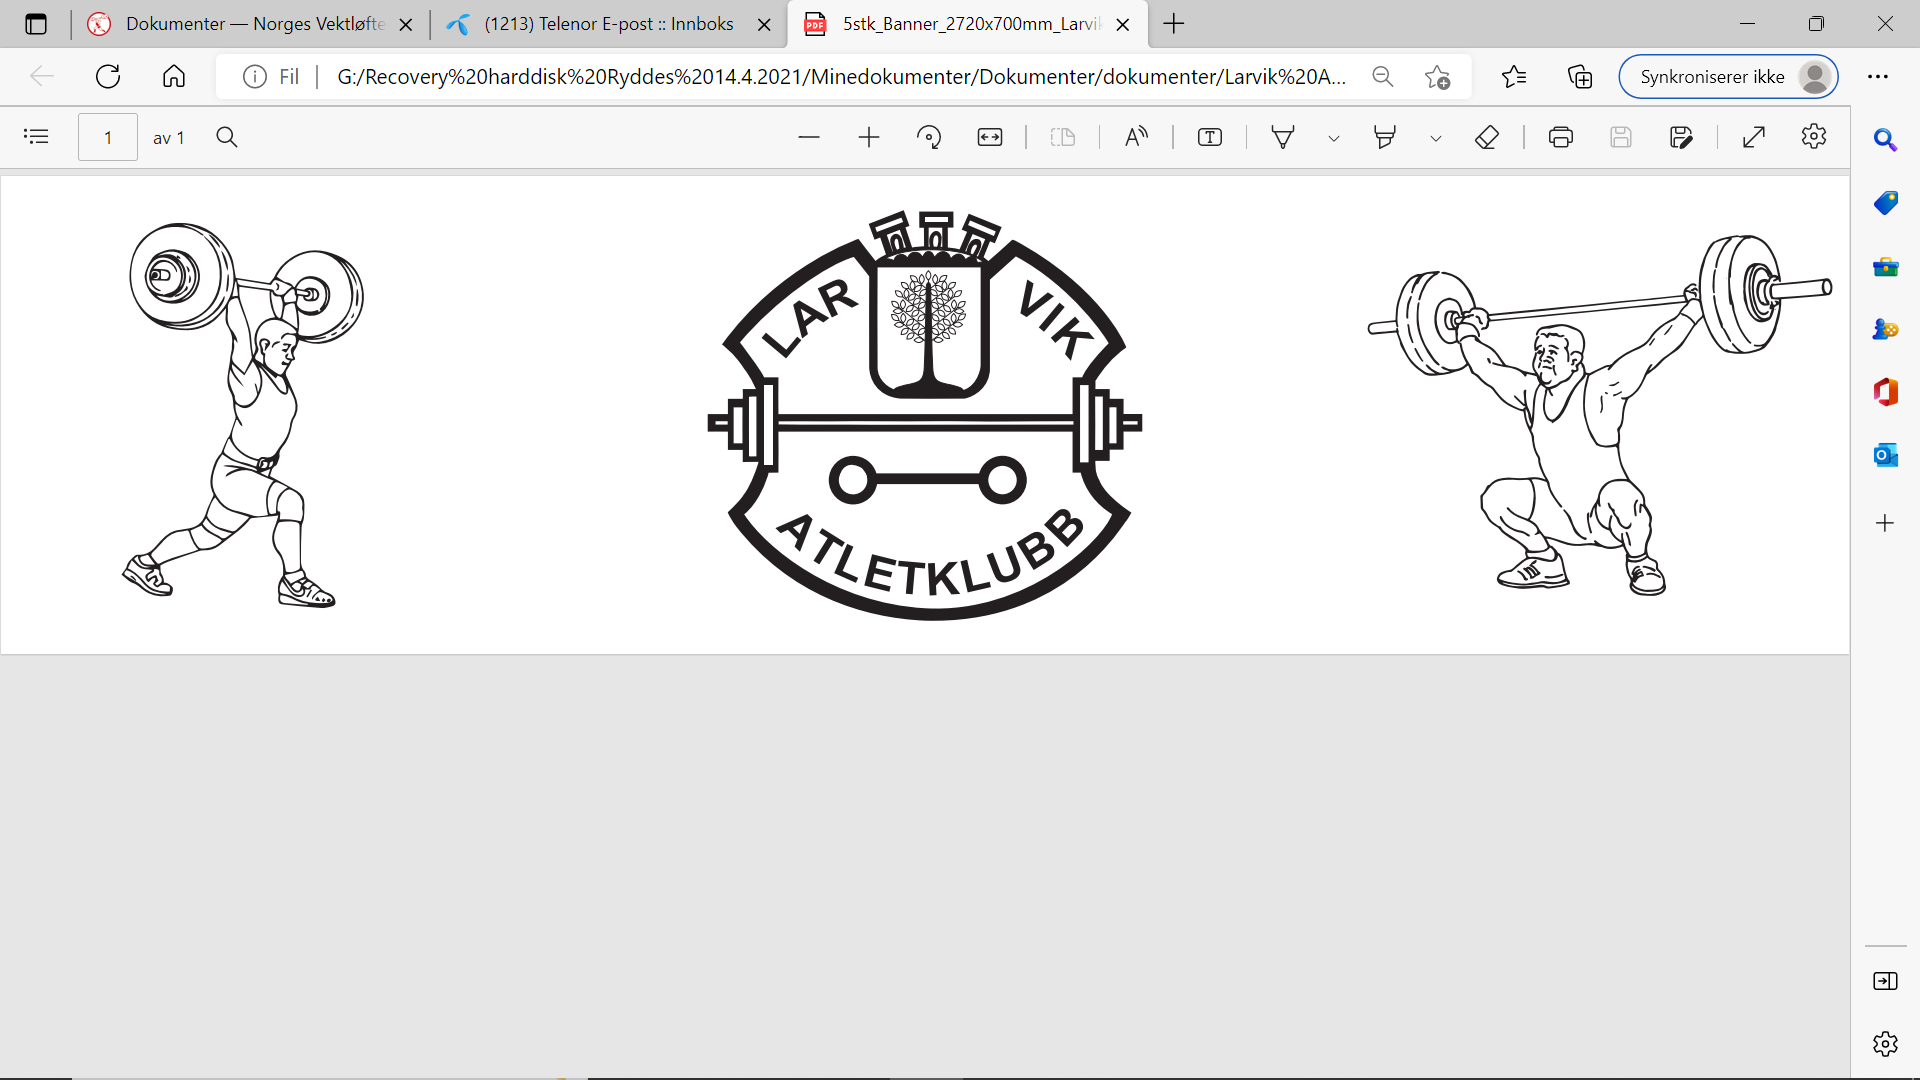 Dokumenter — Norges Vektløfte
(1213) Telenor E-post :: Innboks
5stk_Banner_2720x700mm_Larvi
Fil
G:/Recovery%20harddisk%20Ryddes%2014.4.2021/Minedokumenter/Dokumenter/dokumenter/Larvik%20A...
Synkroniserer ikke
1
av 1
LAR VIK
ATLETKLUBB